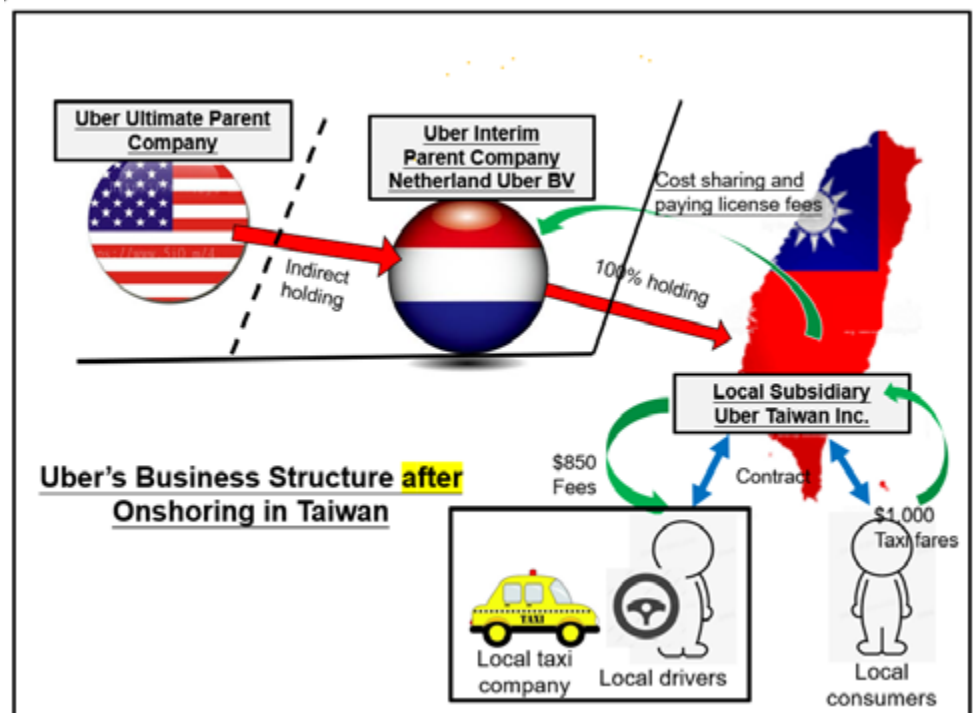 Uber Ultimate Parent
Company
Uber Interim
Parent Company
Netherland Uber BV
Cost sharing and
paying license fees
Indirect
holding
100% holding
Local Subsidiary
Uber Taiwan Inc.
Uber's Business Structure after
Onshoring in Taiwan
$850
Fees
Contract
$1,000
Taxi fares
TAXI
Local taxi
company
Local drivers
Local
consumers